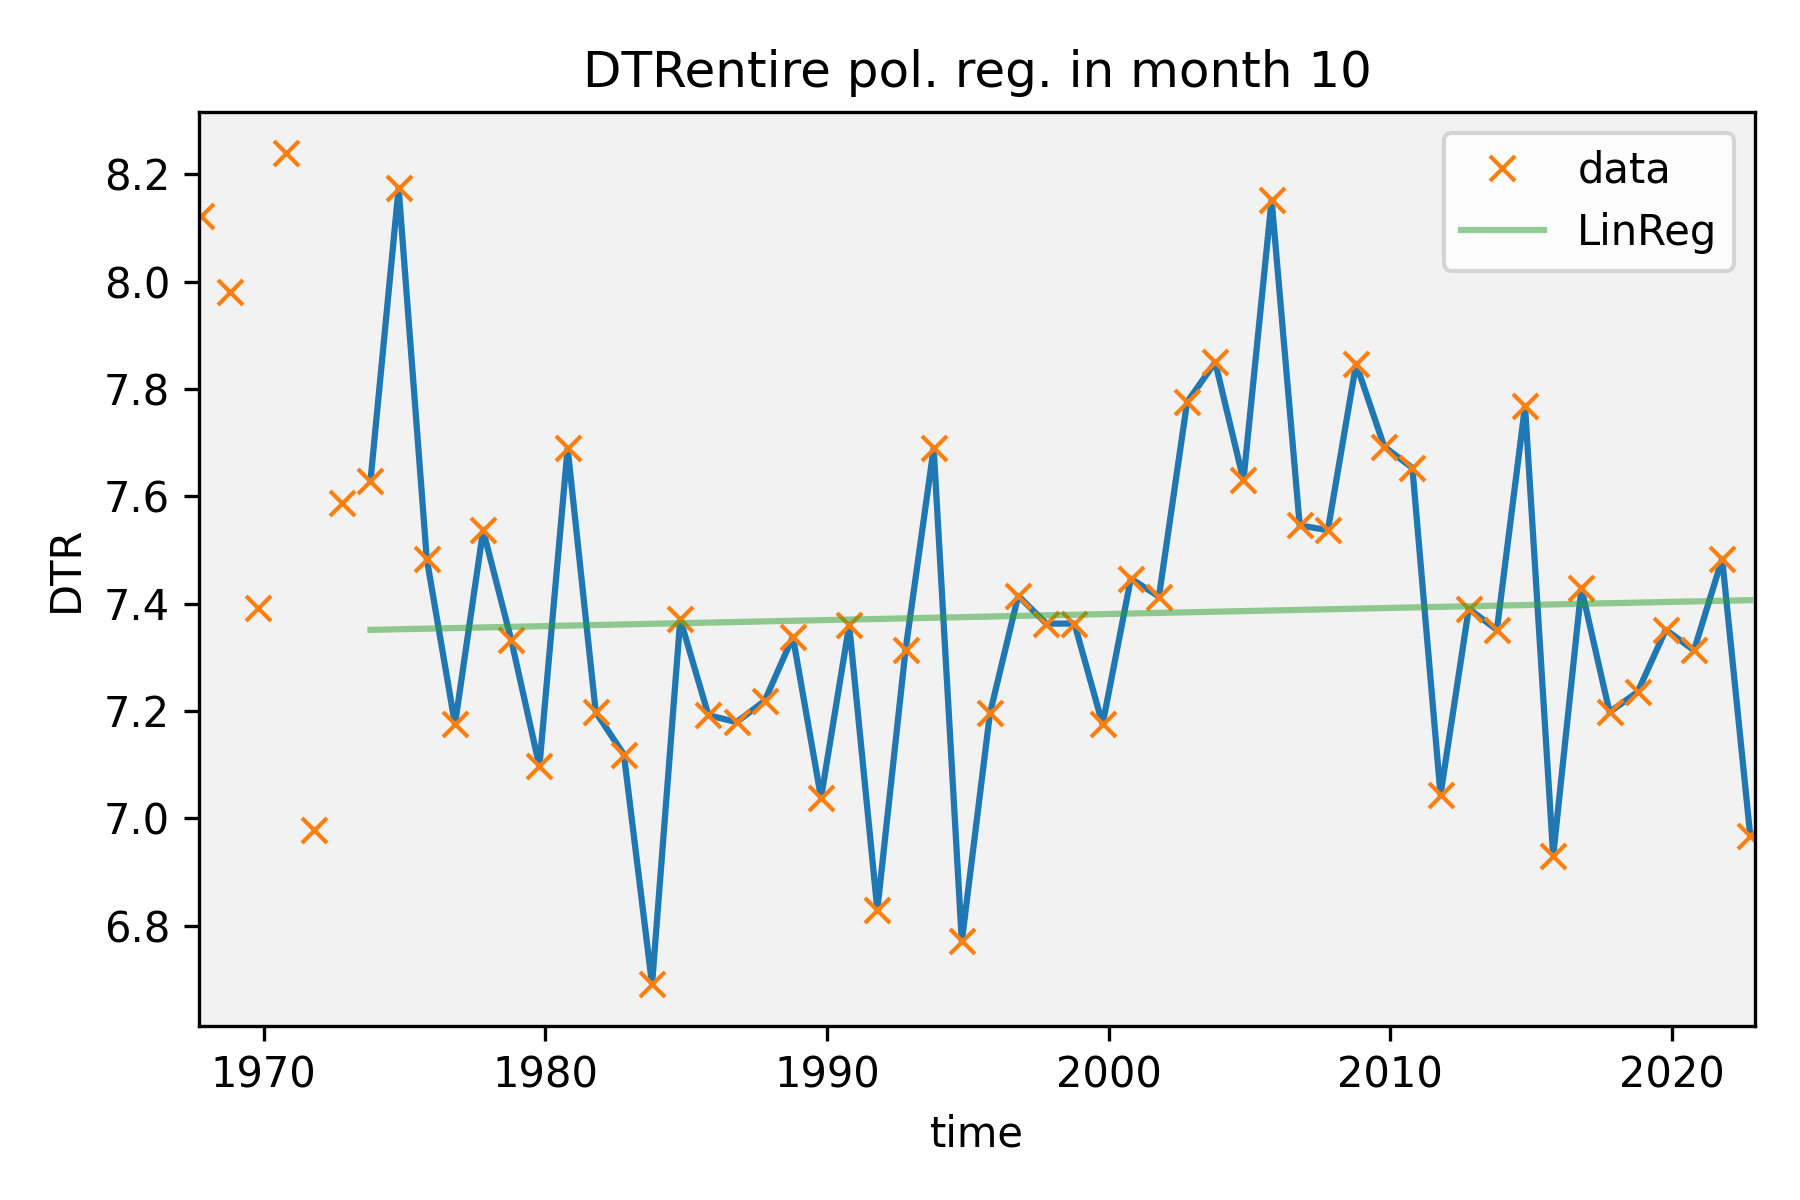 DTRentire pol. reg. in month 10
data
LinReg
8.2
8.0
7.8
7.6
7.4
7.2
7.0
6.8
DTR
1970 1980 1990 2000 2010 2020
time